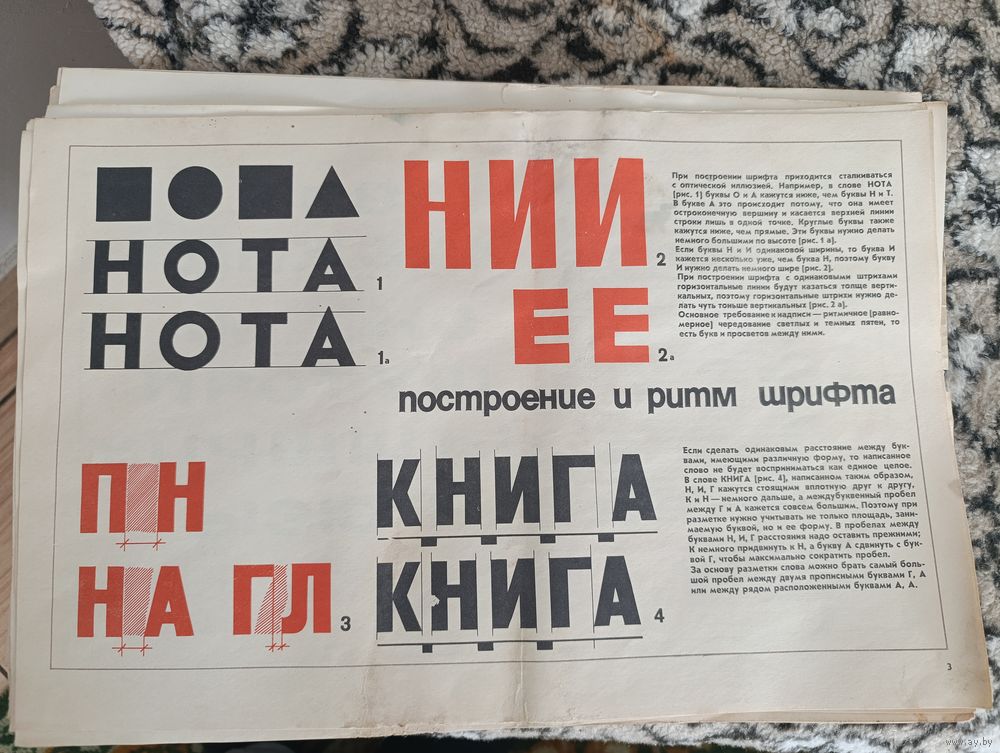 НОТА
1
НОТА
1а
НИИ
2
ЕЕ
2а
При построении шрифта приходится сталкиваться
с оптической иллюзией. Например, в слове НОТА
[рис. 1] буквы О и А кажутся ниже, чем буквы Н и Т.
В букве А это происходит потому, что она имеет
остроконечную вершину и касается верхней линии
строки лишь в одной точке. Круглые буквы также
кажутся ниже, чем прямые. Эти буквы нужно делать
немного большими по высоте [рис. 1 а].
Если буквы Н и И одинаковой ширины, то буква И
кажется несколько уже, чем буква Н, поэтому букву
И нужно делать немного шире [рис. 2].
При построении шрифта с одинаковыми штрихами
горизонтальные линии будут казаться толще верти-
кальных, поэтому горизонтальные штрихи нужно де-
лать чуть тоньше вертикальных [рис. 2 а].
Основное требование к надписи — ритмичное [равно-
мерное] чередование светлых и темных пятен, то
есть букв и просветов между ними.
построение и ритм шрифта
ПН
НА ГЛ
3
КНИГА
КНИГА
4
Если сделать одинаковым расстояние между бук-
вами, имеющими различную форму, то написанное
слово не будет восприниматься как единое целое.
В слове КНИГА [рис. 4], написанном таким образом,
Н, И, Г кажутся стоящими вплотную друг к другу,
К и Н — немного дальше, а междубуквенный пробел
между Г и А кажется совсем большим. Поэтому при
разметке нужно учитывать не только площадь, зани-
маемую буквой, но и ее форму. В пробелах между
буквами Н, И, Г расстояния надо оставить прежними;
К немного придвинуть к Н, а букву А сдвинуть с бук-
вой Г, чтобы максимально сократить пробел.
За основу разметки слова можно брать самый боль-
шой пробел между двумя прописными буквами Г, А
или между рядом расположенными буквами А, Л.
3
www.ay.by